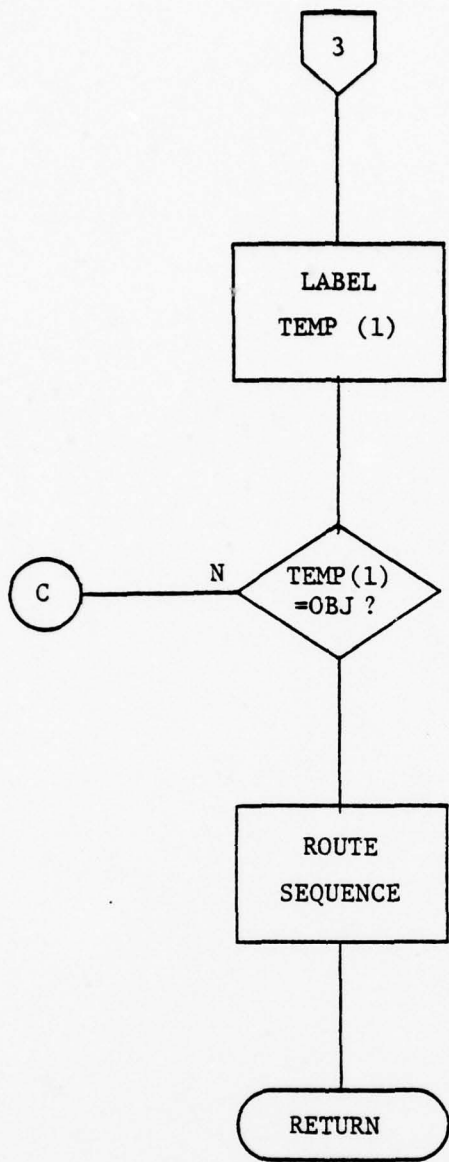 3
LABEL
TEMP (1)
C
N
TEMP(1)
=OBJ ?
ROUTE
SEQUENCE
RETURN